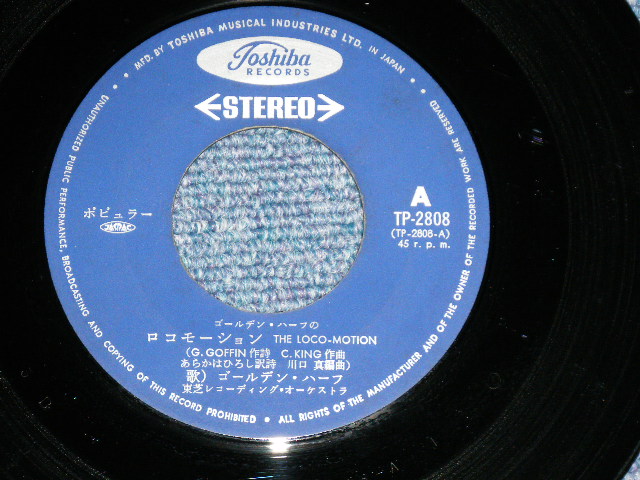 MFD. BY TOSHIBA MUSICAL INDUSTRIES LTD. IN JAPAN.
Toshiba
RECORDS
STEREO
A
TP-2808
(TP-2808-A)
45 r.p.m.
ポピュラー
ゴールデン・ハーフの
ロコモーション THE LOCO-MOTION
(G. GOFFIN 作詩 C. KING 作曲
あらかはひろし訳詩 川口 真編曲)
歌) ゴールデン・ハーフ
東芝レコーディング・オーケストラ
UNAUTHORIZED PUBLIC PERFORMANCE, BROADCASTING AND COPYING OF THIS RECORD PROHIBITED • ALL RIGHTS OF THE MANUFACTURER AND OF THE OWNER OF THE RECORDED WORK ARE RESERVED